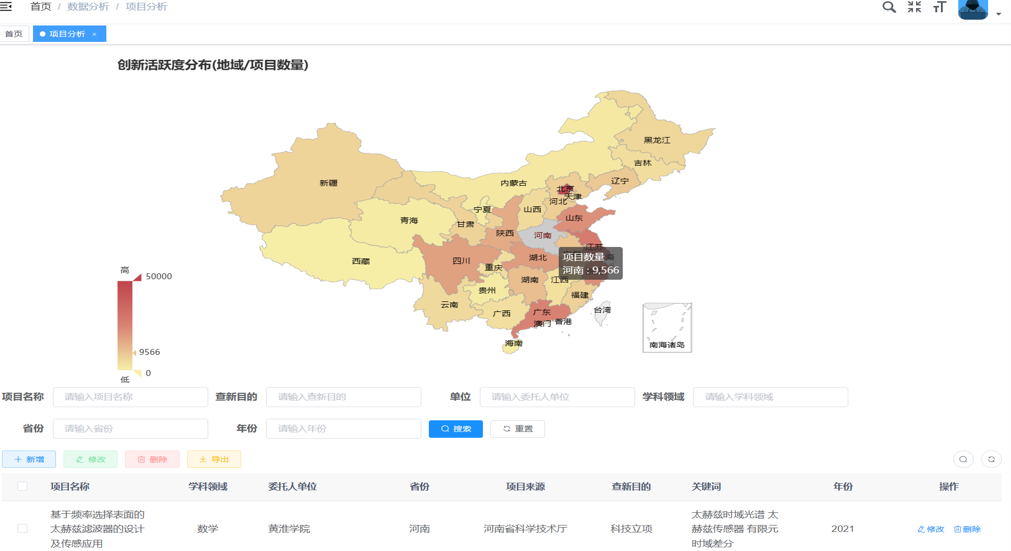 首页 / 数据分析 / 项目分析
首页 项目分析 ×
创新活跃度分布(地域/项目数量)
黑龙江
吉林
新疆
辽宁
内蒙古
北京
天津
河北
宁夏
山西
山东
青海
甘肃
陕西
河南
江苏
项目数量
河南 : 9,566
西藏
四川
重庆
湖北
贵州
湖南
江西
福建
云南
广西
广东
台湾
澳门
香港
海南
南海诸岛
高
50000
9566
0
低
项目名称 请输入项目名称 查新目的 请输入查新目的 单位 请输入委托人单位 学科领域 请输入学科领域
省份 请输入省份 年份 请输入年份 搜索 重置
+ 新增 修改 删除 导出
项目名称 学科领域 委托人单位 省份 项目来源 查新目的 关键词 年份 操作
基于频率选择表面的
太赫兹滤波器的设计
及传感应用
数学 黄淮学院 河南 河南省科学技术厅 科技立项
太赫兹时域光谱 太
赫兹传感器 有限元
时域差分
2021 修改 删除